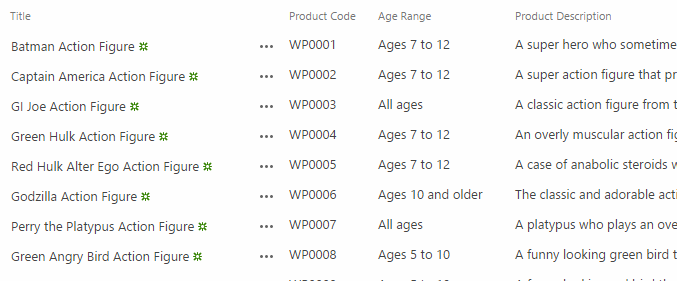 Title Product Code Age Range Product Description
Batman Action Figure ••• WP0001 Ages 7 to 12 A super hero who sometime
Captain America Action Figure ••• WP0002 Ages 7 to 12 A super action figure that pr
GI Joe Action Figure ••• WP0003 All ages A classic action figure from t
Green Hulk Action Figure ••• WP0004 Ages 7 to 12 An overly muscular action fig
Red Hulk Alter Ego Action Figure ••• WP0005 Ages 7 to 12 A case of anabolic steroids w
Godzilla Action Figure ••• WP0006 Ages 10 and older The classic and adorable acti
Perry the Platypus Action Figure ••• WP0007 All ages A platypus who plays an ove
Green Angry Bird Action Figure ••• WP0008 Ages 5 to 10 A funny looking green bird t